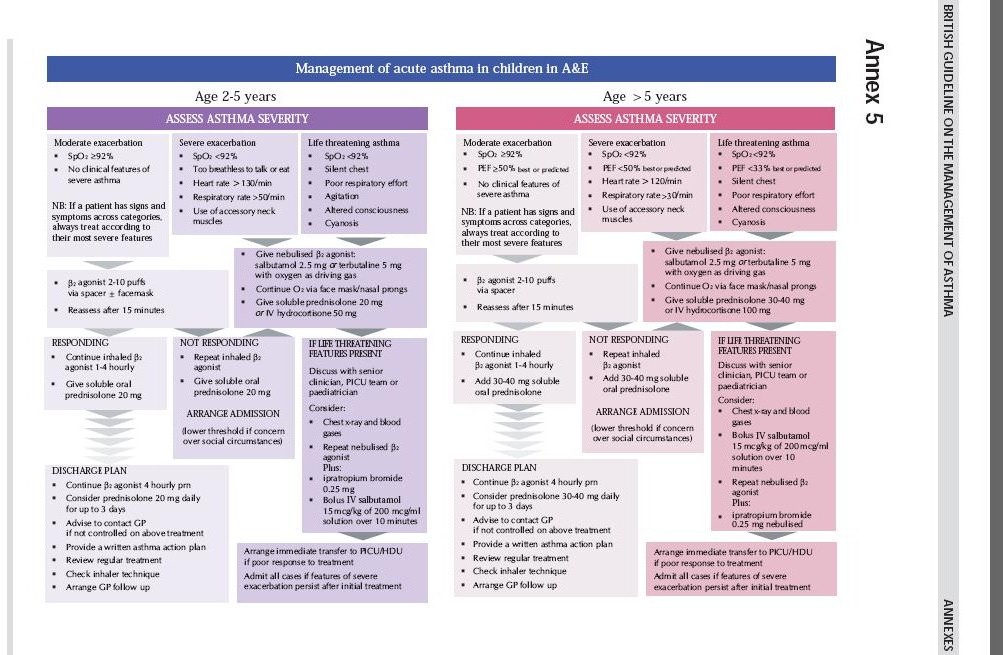 Management of acute asthma in children in A&E
Age 2-5 years
ASSESS ASTHMA SEVERITY
Moderate exacerbation
▪ SpO₂ ≥92%
▪ No clinical features of
severe asthma
NB: If a patient has signs and
symptoms across categories,
always treat according to
their most severe features
Severe exacerbation
▪ SpO₂ <92%
▪ Too breathless to talk or eat
▪ Heart rate >130/min
▪ Respiratory rate >50/min
▪ Use of accessory neck
muscles
Life threatening asthma
▪ SpO₂ <92%
▪ Silent chest
▪ Poor respiratory effort
▪ Agitation
▪ Altered consciousness
▪ Cyanosis
▪ β₂ agonist 2-10 puffs
via spacer ± facemask
▪ Reassess after 15 minutes
▪ Give nebulised β₂ agonist:
salbutamol 2.5 mg or terbutaline 5 mg
with oxygen as driving gas
▪ Continue O₂ via face mask/nasal prongs
▪ Give soluble prednisolone 20 mg
or IV hydrocortisone 50 mg
RESPONDING
▪ Continue inhaled β₂
agonist 1-4 hourly
▪ Give soluble oral
prednisolone 20 mg
NOT RESPONDING
▪ Repeat inhaled β₂
agonist
▪ Give soluble oral
prednisolone 20 mg
ARRANGE ADMISSION
(lower threshold if concern
over social circumstances)
IF LIFE THREATENING
FEATURES PRESENT
Discuss with senior
clinician, PICU team or
paediatrician
Consider:
▪ Chest x-ray and blood
gases
▪ Repeat nebulised β₂
agonist
Plus:
▪ ipratropium bromide
0.25 mg
▪ Bolus IV salbutamol
15 mcg/kg of 200 mcg/ml
solution over 10 minutes
DISCHARGE PLAN
▪ Continue β₂ agonist 4 hourly prn
▪ Consider prednisolone 20 mg daily
for up to 3 days
▪ Advise to contact GP
if not controlled on above treatment
▪ Provide a written asthma action plan
▪ Review regular treatment
▪ Check inhaler technique
▪ Arrange GP follow up
Arrange immediate transfer to PICU/HDU
if poor response to treatment
Admit all cases if features of severe
exacerbation persist after initial treatment
Age >5 years
ASSESS ASTHMA SEVERITY
Moderate exacerbation
▪ SpO₂ ≥92%
▪ PEF ≥50% best or predicted
▪ No clinical features of
severe asthma
NB: If a patient has signs and
symptoms across categories,
always treat according to
their most severe features
Severe exacerbation
▪ SpO₂ <92%
▪ PEF <50% best or predicted
▪ Heart rate >120/min
▪ Respiratory rate >30/min
▪ Use of accessory neck
muscles
Life threatening asthma
▪ SpO₂ <92%
▪ PEF <33% best or predicted
▪ Silent chest
▪ Poor respiratory effort
▪ Altered consciousness
▪ Cyanosis
▪ β₂ agonist 2-10 puffs
via spacer
▪ Reassess after 15 minutes
▪ Give nebulised β₂ agonist:
salbutamol 2.5 mg or terbutaline 5 mg
with oxygen as driving gas
▪ Continue O₂ via face mask/nasal prongs
▪ Give soluble prednisolone 30-40 mg
or IV hydrocortisone 100 mg
RESPONDING
▪ Continue inhaled
β₂ agonist 1-4 hourly
▪ Add 30-40 mg soluble
oral prednisolone
NOT RESPONDING
▪ Repeat inhaled
β₂ agonist
▪ Add 30-40 mg soluble
oral prednisolone
ARRANGE ADMISSION
(lower threshold if concern
over social circumstances)
IF LIFE THREATENING
FEATURES PRESENT
Discuss with senior
clinician, PICU team or
paediatrician
Consider:
▪ Chest x-ray and blood
gases
▪ Bolus IV salbutamol
15 mcg/kg of 200 mcg/ml
solution over 10
minutes
▪ Repeat nebulised β₂
agonist
Plus:
▪ ipratropium bromide
0.25 mg nebulised
DISCHARGE PLAN
▪ Continue β₂ agonist 4 hourly prn
▪ Consider prednisolone 30-40 mg daily
for up to 3 days
▪ Advise to contact GP
if not controlled on above treatment
▪ Provide a written asthma action plan
▪ Review regular treatment
▪ Check inhaler technique
▪ Arrange GP follow up
Arrange immediate transfer to PICU/HDU
if poor response to treatment
Admit all cases if features of severe
exacerbation persist after initial treatment
Annex 5
BRITISH GUIDELINE ON THE MANAGEMENT OF ASTHMA
ANNEXES